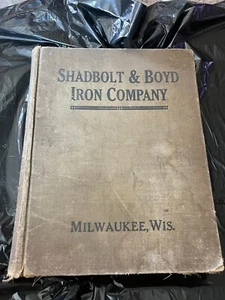 SHADBOLT & BOYD
IRON COMPANY
MILWAUKEE, WIS.